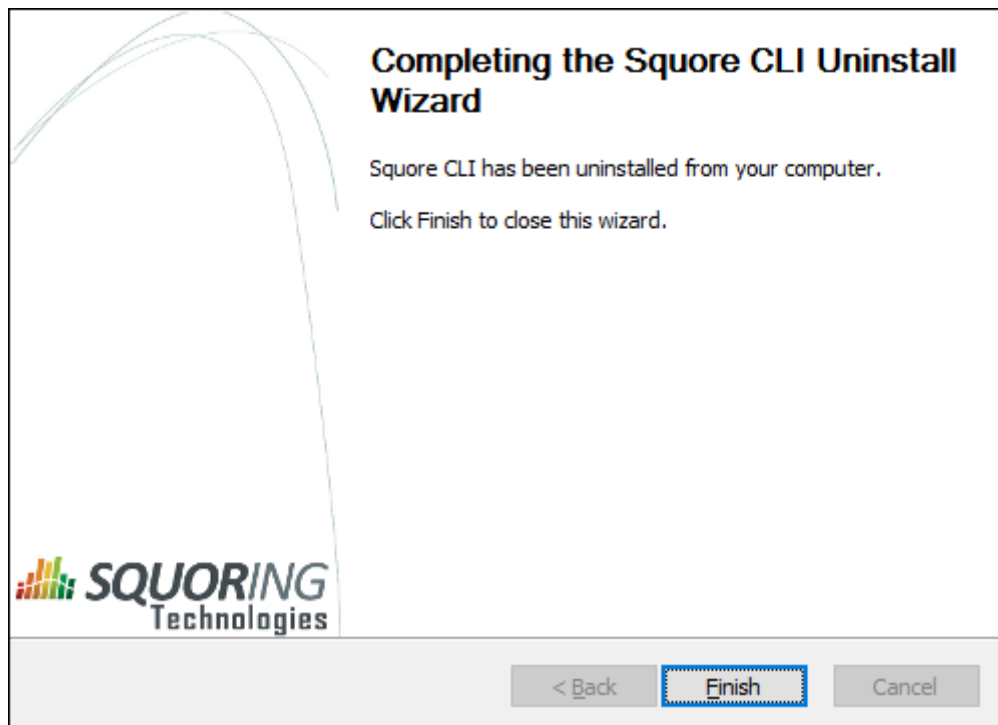 Completing the Squore CLI Uninstall
Wizard
Squore CLI has been uninstalled from your computer.
Click Finish to close this wizard.
SQUORING
Technologies
< Back Finish Cancel